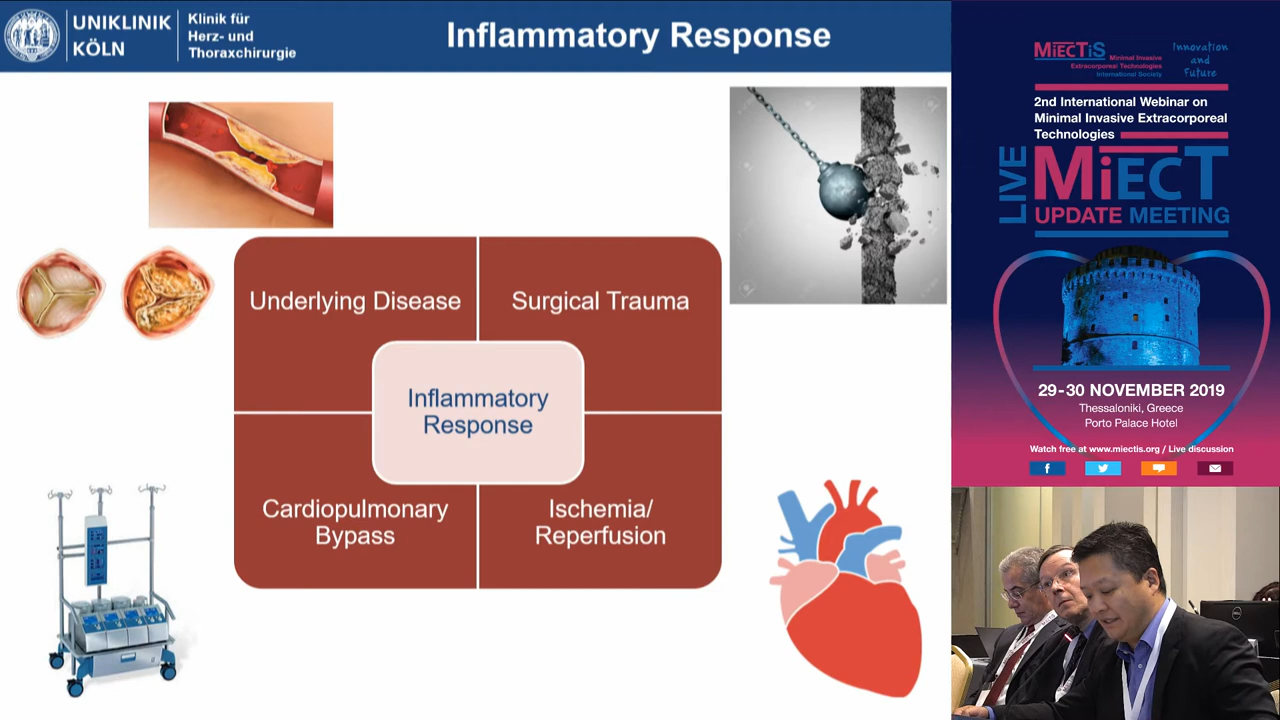 UNIKLINIK
KÖLN
Klinik für
Herz- und
Thoraxchirurgie
Inflammatory Response
Underlying Disease
Surgical Trauma
Inflammatory
Response
Cardiopulmonary
Bypass
Ischemia/
Reperfusion
MiECTiS
Minimal Invasive
Extracorporeal Technologies
International Society
Innovation
and
Future
2nd International Webinar on
Minimal Invasive Extracorporeal
Technologies
LIVE
MiECT
UPDATE MEETING
29-30 NOVEMBER 2019
Thessaloniki, Greece
Porto Palace Hotel
Watch free at www.miectis.org / Live discussion